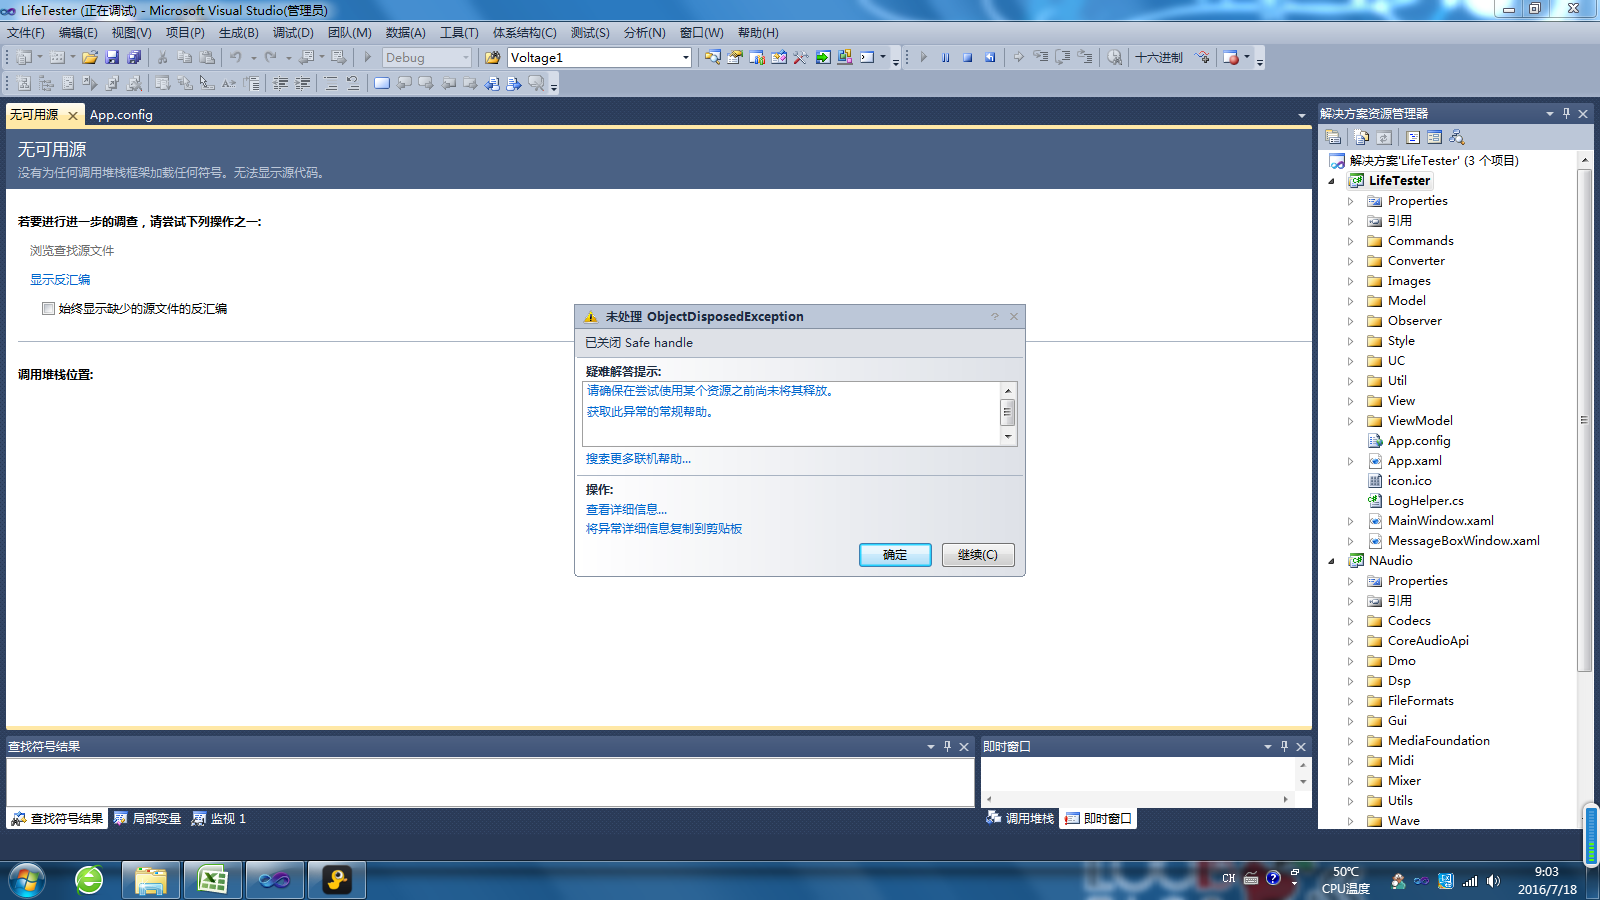 LifeTester (正在调试) - Microsoft Visual Studio(管理员)
文件(F) 编辑(E) 视图(V) 项目(P) 生成(B) 调试(D) 团队(M) 数据(A) 工具(T) 体系结构(C) 测试(S) 分析(N) 窗口(W) 帮助(H)
Debug Voltage1 十六进制
无可用源 App.config
无可用源
没有为任何调用堆栈框架加载任何符号。无法显示源代码。
若要进行进一步的调查，请尝试下列操作之一:
浏览查找源文件
显示反汇编
始终显示缺少的源文件的反汇编
调用堆栈位置:
未处理 ObjectDisposedException
已关闭 Safe handle
疑难解答提示:
请确保在尝试使用某个资源之前尚未将其释放。
获取此异常的常规帮助。
搜索更多联机帮助...
操作:
查看详细信息...
将异常详细信息复制到剪贴板
确定 继续(C)
解决方案资源管理器
解决方案'LifeTester' (3 个项目)
LifeTester
Properties
引用
Commands
Converter
Images
Model
Observer
Style
UC
Util
View
ViewModel
App.config
App.xaml
icon.ico
LogHelper.cs
MainWindow.xaml
MessageBoxWindow.xaml
NAudio
Properties
引用
Codecs
CoreAudioApi
Dmo
Dsp
FileFormats
Gui
MediaFoundation
Midi
Mixer
Utils
Wave
查找符号结果
即时窗口
查找符号结果 局部变量 监视 1
调用堆栈 即时窗口
CH
50℃
CPU温度
9:03
2016/7/18